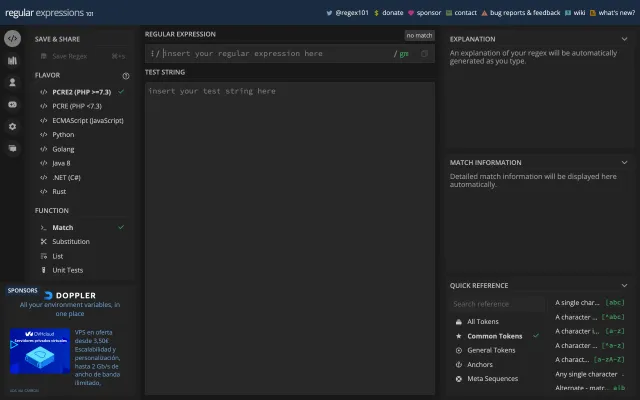 regular expressions 101
@regex101
$ donate
sponsor
contact
bug reports & feedback
wiki
what's new?
SAVE & SHARE
Save Regex
⌘+s
FLAVOR
PCRE2 (PHP >=7.3)
PCRE (PHP <7.3)
ECMAScript (JavaScript)
Python
Golang
Java 8
.NET (C#)
Rust
FUNCTION
Match
Substitution
List
Unit Tests
SPONSORS
DOPPLER
All your environment variables, in
one place
OVHcloud
Servidores privados virtuales
VPS en oferta
desde 3,50€
Escalabilidad y
personalización,
hasta 2 Gb/s de
ancho de banda
ilimitado,
REGULAR EXPRESSION
no match
/ insert your regular expression here
/ gm
TEST STRING
insert your test string here
EXPLANATION
An explanation of your regex will be automatically
generated as you type.
MATCH INFORMATION
Detailed match information will be displayed here
automatically.
QUICK REFERENCE
Search reference
All Tokens
Common Tokens
General Tokens
Anchors
Meta Sequences
A single char... [abc]
A character ... [^abc]
A character i... [a-z]
A character ... [^a-z]
A charact... [a-zA-Z]
Any single character .
Alternate - matr... a|b